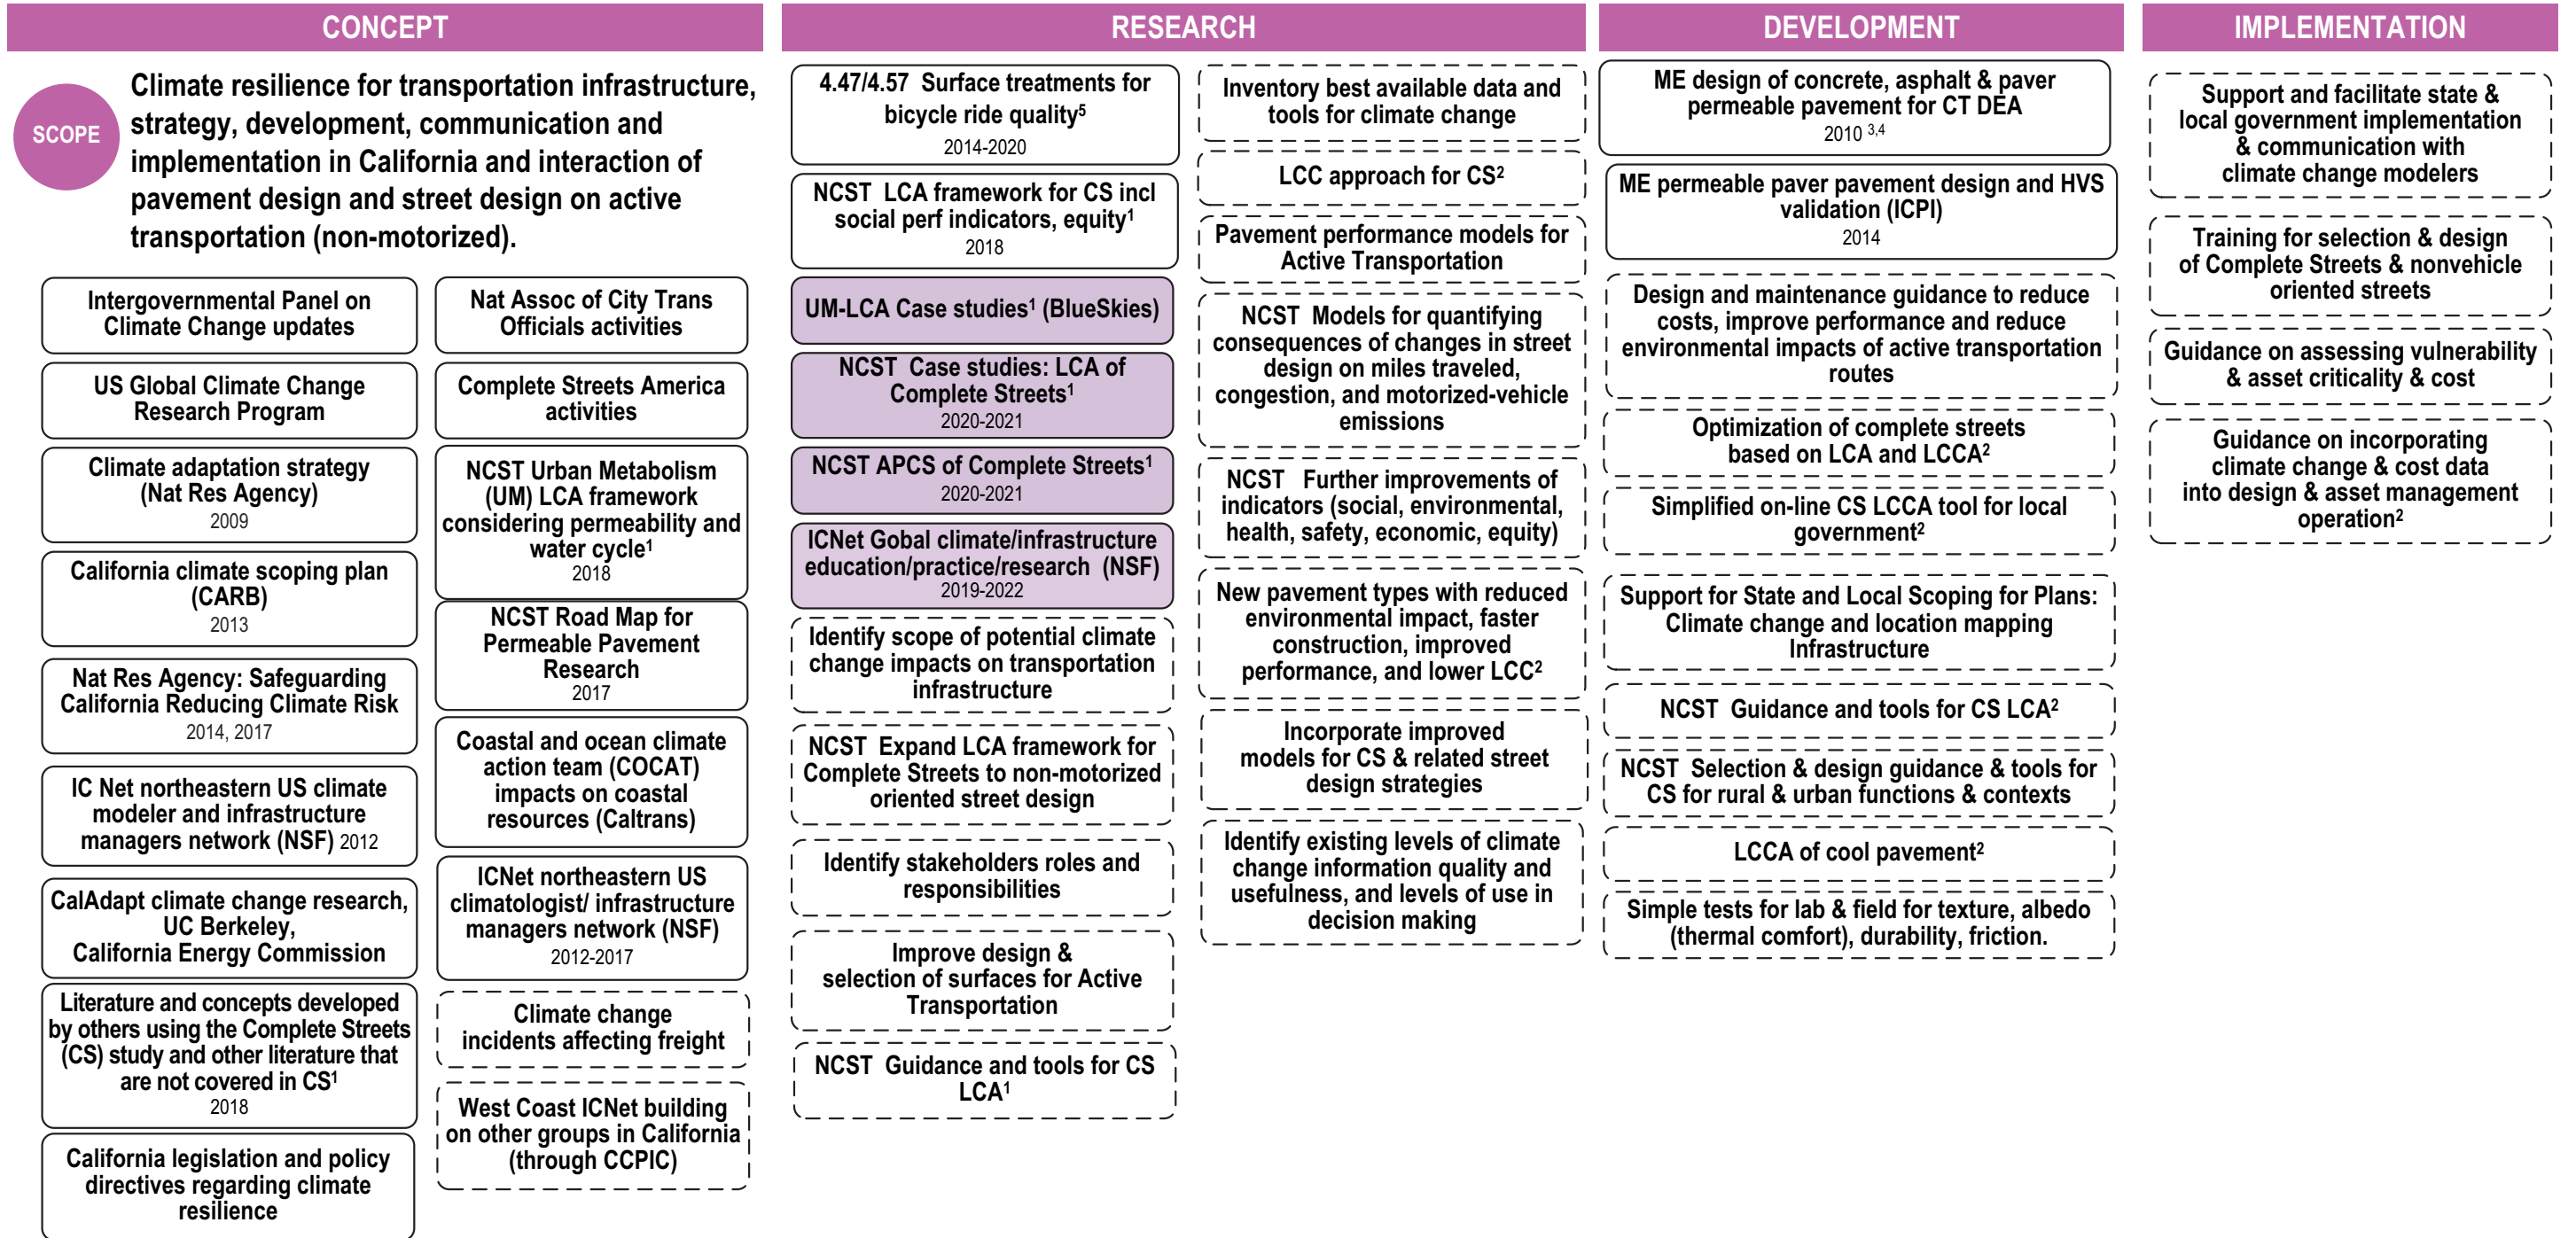 CONCEPT
SCOPE
Climate resilience for transportation infrastructure,
strategy, development, communication and
implementation in California and interaction of
pavement design and street design on active
transportation (non-motorized).
Intergovernmental Panel on
Climate Change updates
US Global Climate Change
Research Program
Climate adaptation strategy
(Nat Res Agency)
2009
California climate scoping plan
(CARB)
2013
Nat Res Agency: Safeguarding
California Reducing Climate Risk
2014, 2017
IC Net northeastern US climate
modeler and infrastructure
managers network (NSF) 2012
CalAdapt climate change research,
UC Berkeley,
California Energy Commission
Literature and concepts developed
by others using the Complete Streets
(CS) study and other literature that
are not covered in CS¹
2018
California legislation and policy
directives regarding climate
resilience
Nat Assoc of City Trans
Officials activities
Complete Streets America
activities
NCST Urban Metabolism
(UM) LCA framework
considering permeability and
water cycle¹
2018
NCST Road Map for
Permeable Pavement
Research
2017
Coastal and ocean climate
action team (COCAT)
impacts on coastal
resources (Caltrans)
ICNet northeastern US
climatologist/ infrastructure
managers network (NSF)
2012-2017
Climate change
incidents affecting freight
West Coast ICNet building
on other groups in California
(through CCPIC)
RESEARCH
4.47/4.57 Surface treatments for
bicycle ride quality⁵
2014-2020
NCST LCA framework for CS incl
social perf indicators, equity¹
2018
UM-LCA Case studies¹ (BlueSkies)
NCST Case studies: LCA of
Complete Streets¹
2020-2021
NCST APCS of Complete Streets¹
2020-2021
ICNet Gobal climate/infrastructure
education/practice/research (NSF)
2019-2022
Identify scope of potential climate
change impacts on transportation
infrastructure
NCST Expand LCA framework for
Complete Streets to non-motorized
oriented street design
Identify stakeholders roles and
responsibilities
Improve design &
selection of surfaces for Active
Transportation
NCST Guidance and tools for CS
LCA¹
Inventory best available data and
tools for climate change
LCC approach for CS²
Pavement performance models for
Active Transportation
NCST Models for quantifying
consequences of changes in street
design on miles traveled,
congestion, and motorized-vehicle
emissions
NCST Further improvements of
indicators (social, environmental,
health, safety, economic, equity)
New pavement types with reduced
environmental impact, faster
construction, improved
performance, and lower LCC²
Incorporate improved
models for CS & related street
design strategies
Identify existing levels of climate
change information quality and
usefulness, and levels of use in
decision making
DEVELOPMENT
ME design of concrete, asphalt & paver
permeable pavement for CT DEA
2010 ³,⁴
ME permeable paver pavement design and HVS
validation (ICPI)
2014
Design and maintenance guidance to reduce
costs, improve performance and reduce
environmental impacts of active transportation
routes
Optimization of complete streets
based on LCA and LCCA²
Simplified on-line CS LCCA tool for local
government²
Support for State and Local Scoping for Plans:
Climate change and location mapping
Infrastructure
NCST Guidance and tools for CS LCA²
NCST Selection & design guidance & tools for
CS for rural & urban functions & contexts
LCCA of cool pavement²
Simple tests for lab & field for texture, albedo
(thermal comfort), durability, friction.
IMPLEMENTATION
Support and facilitate state &
local government implementation
& communication with
climate change modelers
Training for selection & design
of Complete Streets & nonvehicle
oriented streets
Guidance on assessing vulnerability
& asset criticality & cost
Guidance on incorporating
climate change & cost data
into design & asset management
operation²